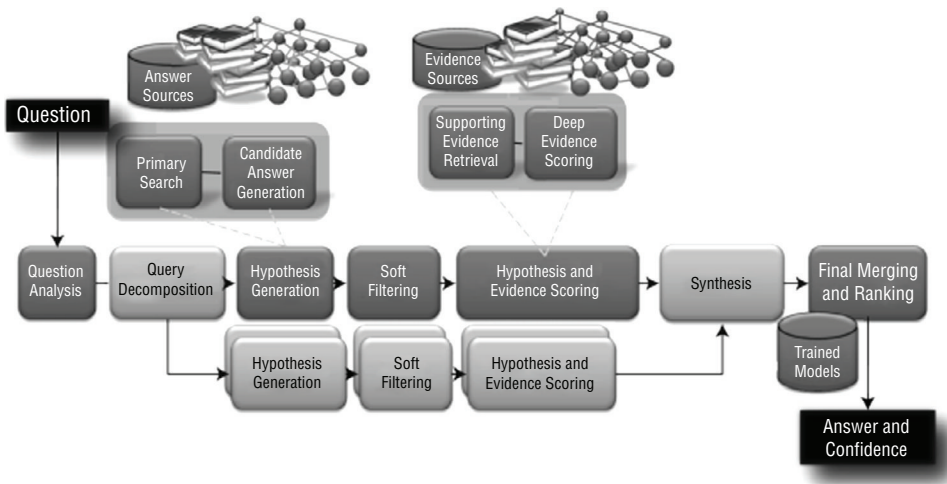 Answer
Sources
Evidence
Sources
Question
Primary
Search
Candidate
Answer
Generation
Supporting
Evidence
Retrieval
Deep
Evidence
Scoring
Question
Analysis
Query
Decomposition
Hypothesis
Generation
Soft
Filtering
Hypothesis and
Evidence Scoring
Synthesis
Final Merging
and Ranking
Trained
Models
Hypothesis
Generation
Soft
Filtering
Hypothesis and
Evidence Scoring
Answer and
Confidence